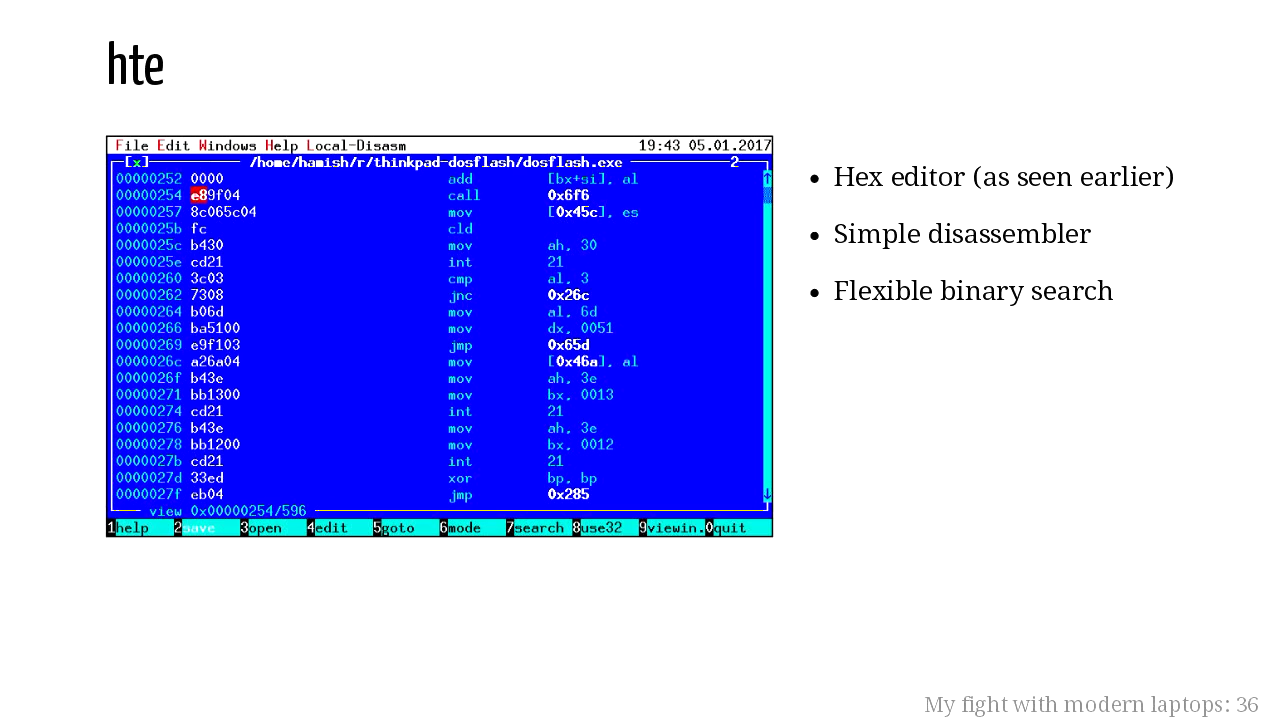 hte
File Edit Windows Help Local-Disasm 19:43 05.01.2017
[x] /home/hamish/r/thinkpad-dosflash/dosflash.exe 2
00000252 0000 add [bx+si], al
00000254 e89f04 call 0x6f6
00000257 8c065c04 mov [0x45c], es
0000025b fc cld
0000025c b430 mov ah, 30
0000025e cd21 int 21
00000260 3c03 cmp al, 3
00000262 7308 jnc 0x26c
00000264 b06d mov al, 6d
00000266 ba5100 mov dx, 0051
00000269 e9f103 jmp 0x65d
0000026c a26a04 mov [0x46a], al
0000026f b43e mov ah, 3e
00000271 bb1300 mov bx, 0013
00000274 cd21 int 21
00000276 b43e mov ah, 3e
00000278 bb1200 mov bx, 0012
0000027b cd21 int 21
0000027d 33ed xor bp, bp
0000027f eb04 jmp 0x285
view 0x00000254/596
1help 2save 3open 4edit 5goto 6mode 7search 8use32 9viewin.0quit
• Hex editor (as seen earlier)
• Simple disassembler
• Flexible binary search
My fight with modern laptops: 36